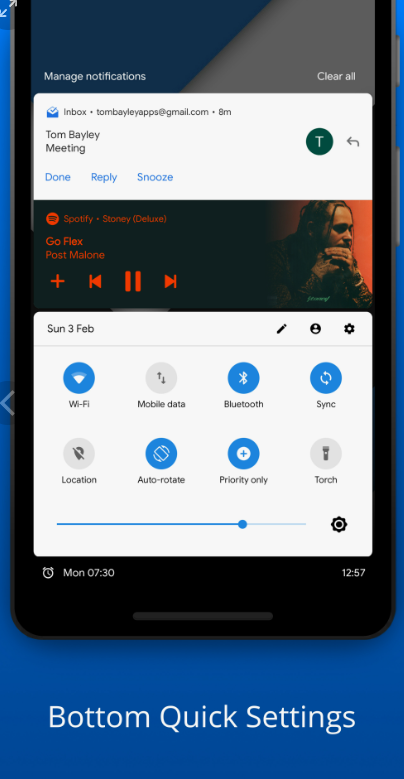 Manage notifications Clear all
Inbox • tombayleyapps@gmail.com • 8m
Tom Bayley
Meeting
T
Done Reply Snooze
Spotify • Stoney (Deluxe)
Go Flex
Post Malone
Sun 3 Feb
Wi-Fi Mobile data Bluetooth Sync
Location Auto-rotate Priority only Torch
Mon 07:30 12:57
Bottom Quick Settings